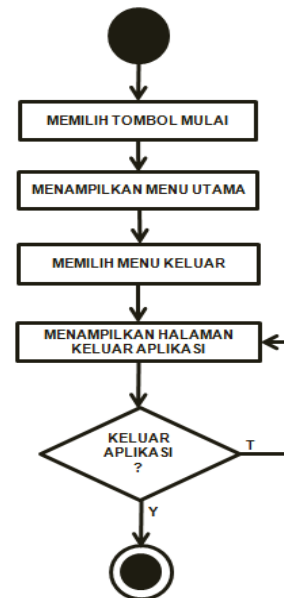 MEMILIH TOMBOL MULAI
MENAMPILKAN MENU UTAMA
MEMILIH MENU KELUAR
MENAMPILKAN HALAMAN
KELUAR APLIKASI
KELUAR
APLIKASI
?
T
Y